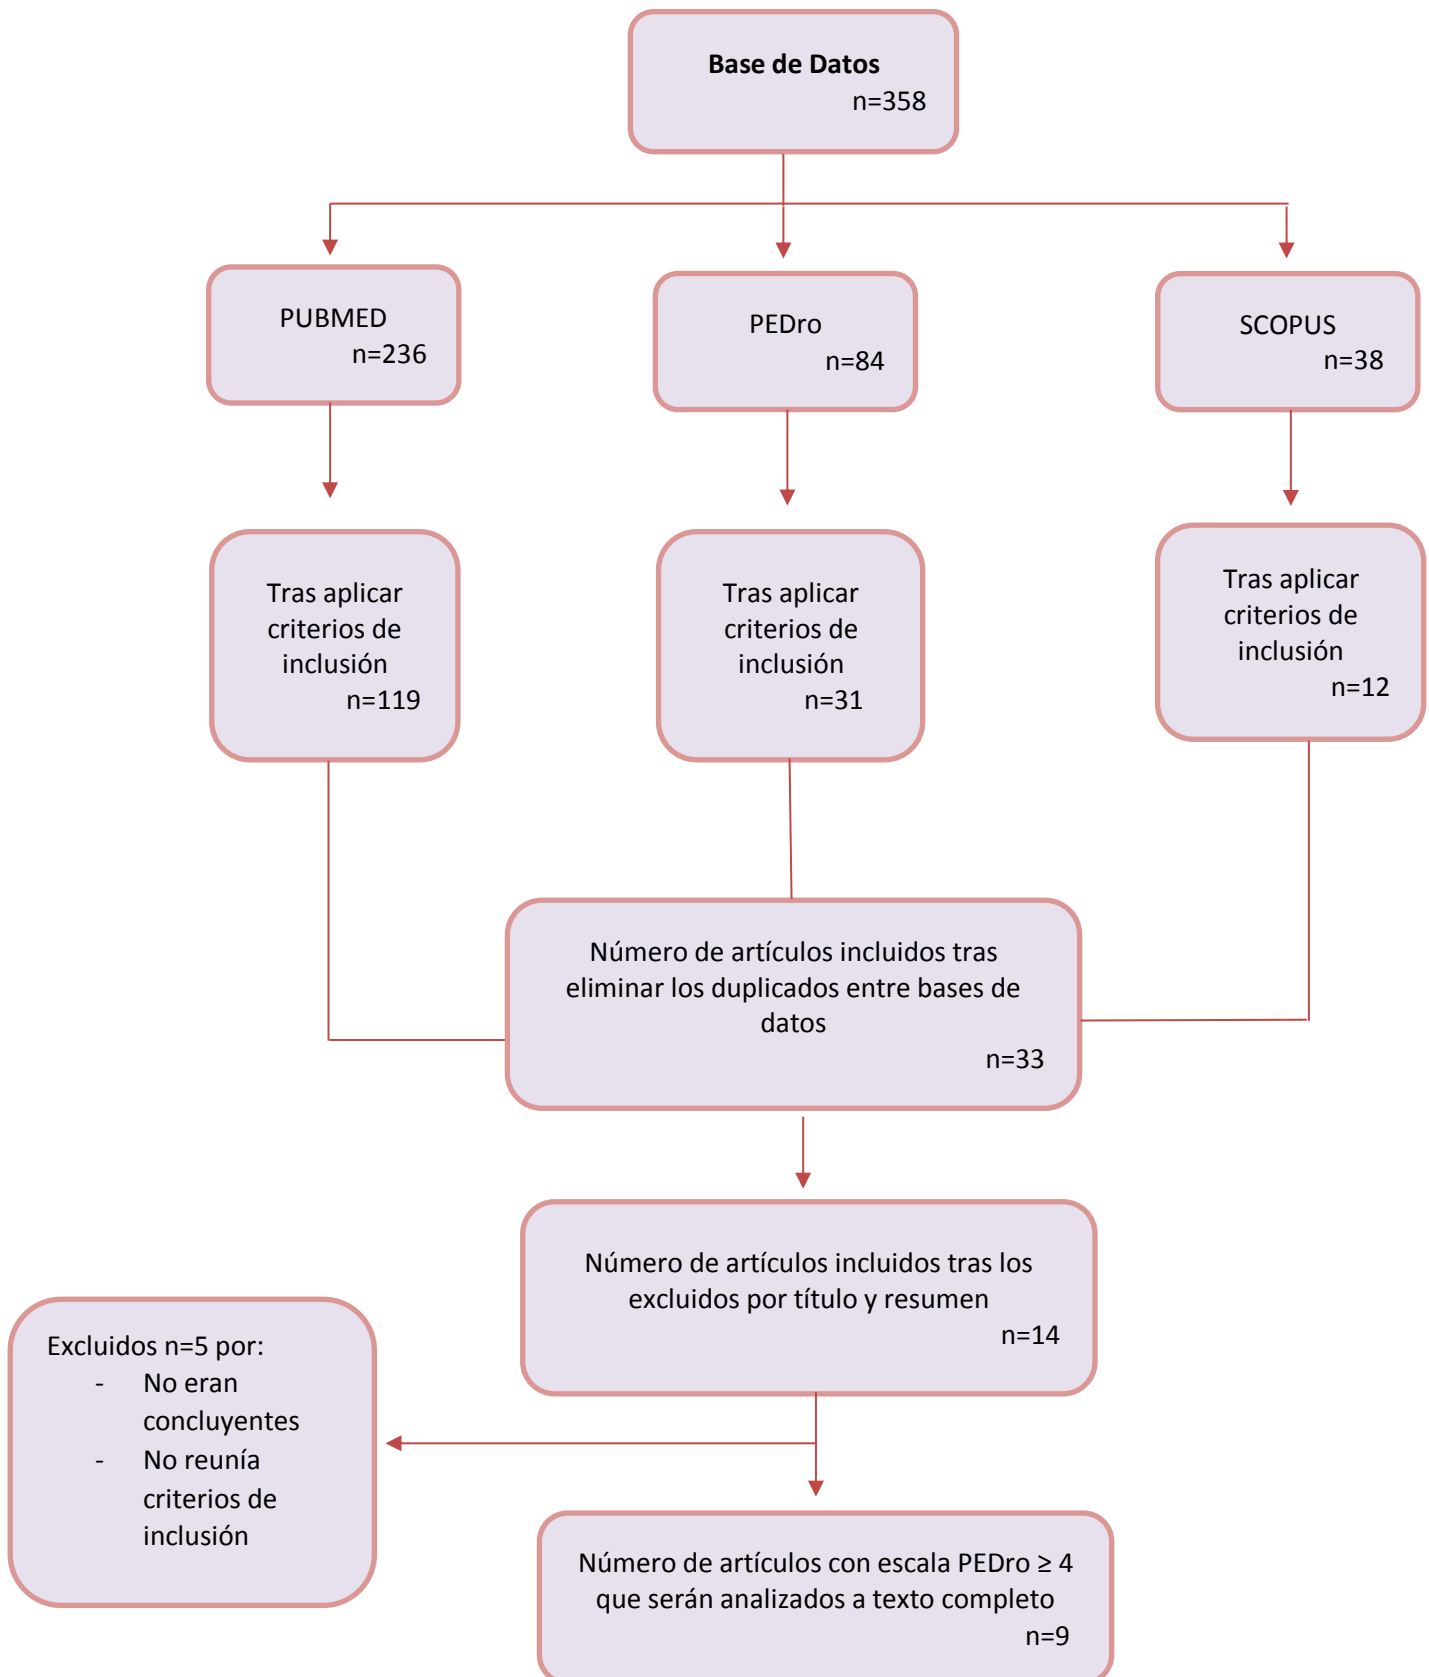 Base de Datos
n=358
PUBMED
n=236
PEDro
n=84
SCOPUS
n=38
Tras aplicar
criterios de
inclusión
n=119
Tras aplicar
criterios de
inclusión
n=31
Tras aplicar
criterios de
inclusión
n=12
Número de artículos incluidos tras
eliminar los duplicados entre bases de
datos
n=33
Número de artículos incluidos tras los
excluidos por título y resumen
n=14
Excluidos n=5 por:
- No eran
concluyentes
- No reunía
criterios de
inclusión
Número de artículos con escala PEDro ≥ 4
que serán analizados a texto completo
n=9